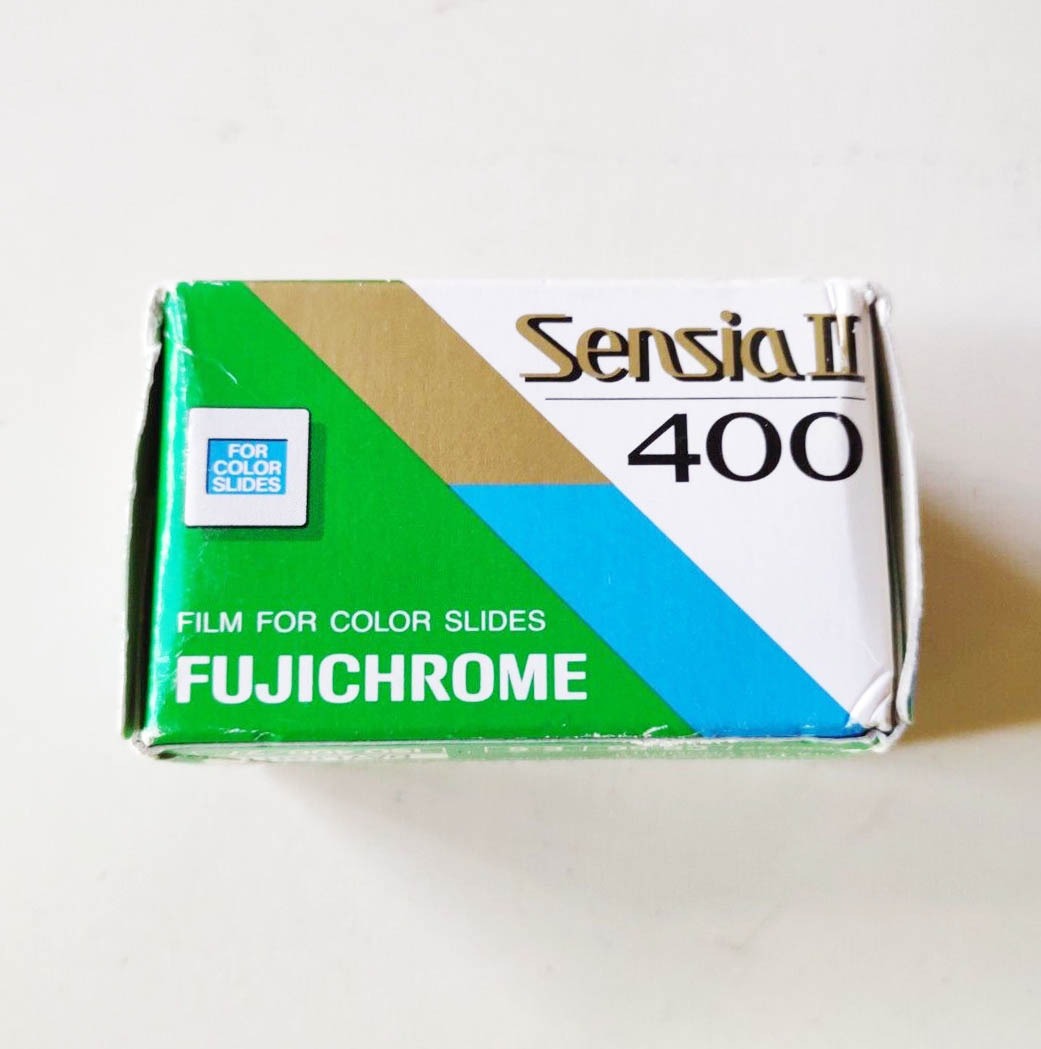 Sensia II
400
FOR
COLOR
SLIDES
FILM FOR COLOR SLIDES
FUJICHROME